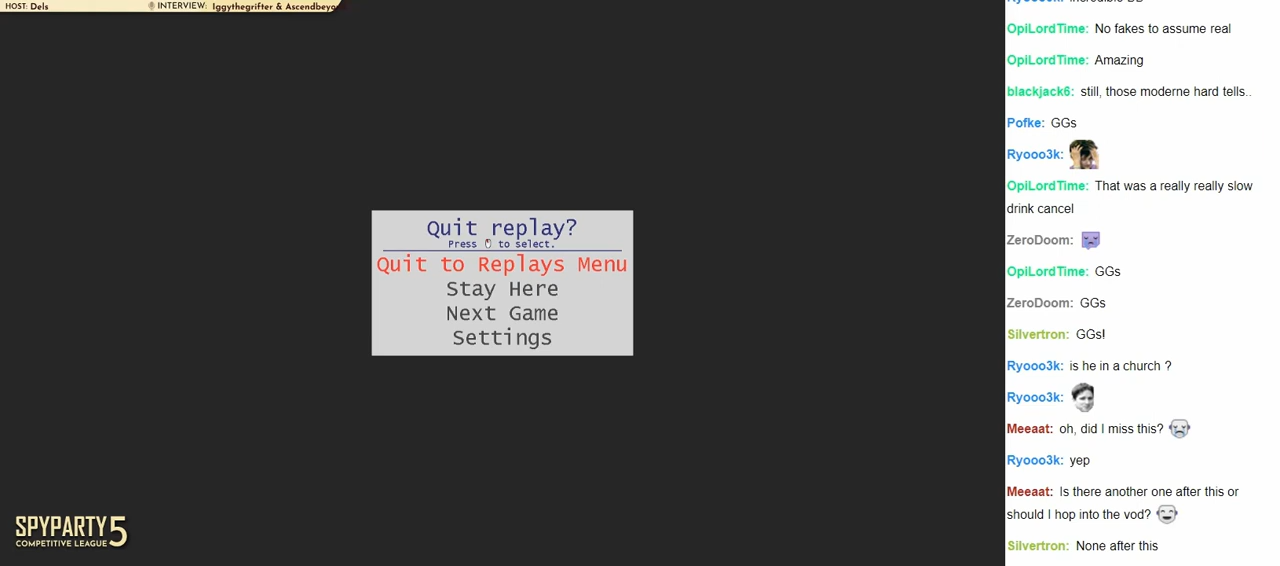 HOST: Dels
INTERVIEW: Iggythegrifter & Ascendbeyo
Quit replay?
Press to select.
Quit to Replays Menu
Stay Here
Next Game
Settings
SPYPARTY 5
COMPETITIVE LEAGUE
OpiLordTime: No fakes to assume real
OpiLordTime: Amazing
blackjack6: still, those moderne hard tells..
Pofke: GGs
Ryooo3k:
OpiLordTime: That was a really really slow
drink cancel
ZeroDoom:
OpiLordTime: GGs
ZeroDoom: GGs
Silvertron: GGs!
Ryooo3k: is he in a church ?
Ryooo3k:
Meeaat: oh, did I miss this?
Ryooo3k: yep
Meeaat: Is there another one after this or
should I hop into the vod?
Silvertron: None after this